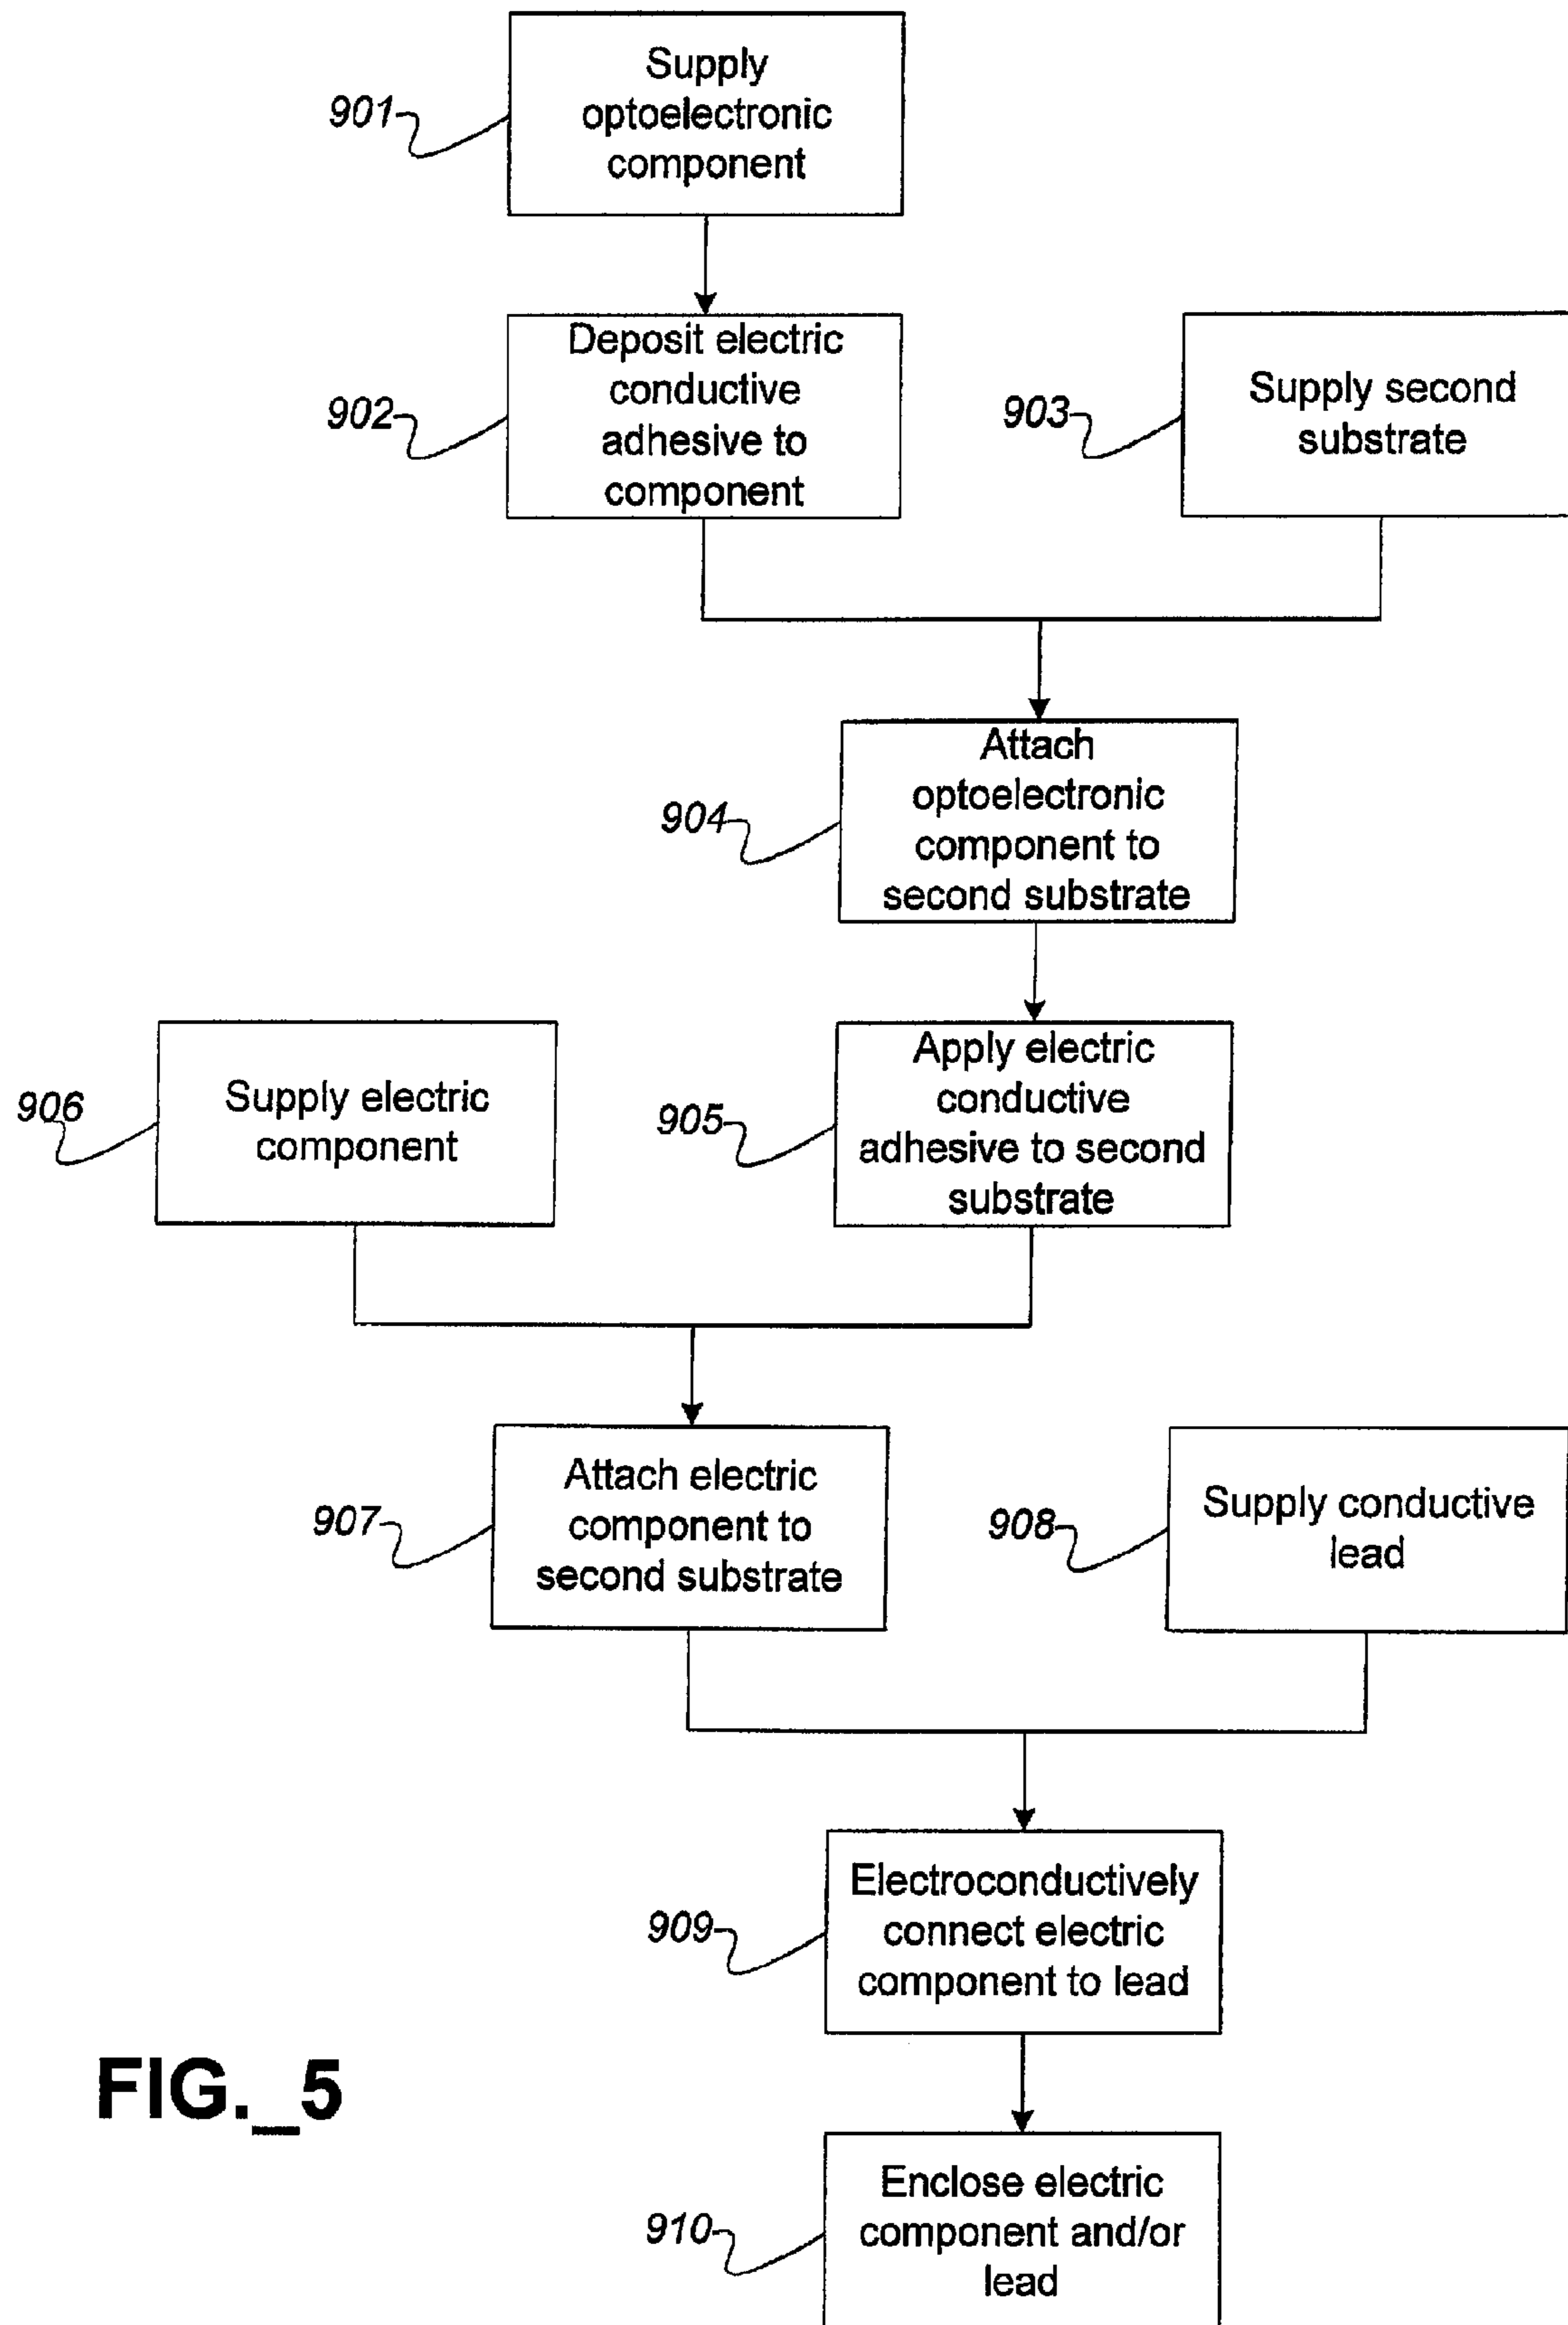 901
Supply
optoelectronic
component
902
Deposit electric
conductive
adhesive to
component
903
Supply second
substrate
904
Attach
optoelectronic
component to
second substrate
906
Supply electric
component
905
Apply electric
conductive
adhesive to second
substrate
907
Attach electric
component to
second substrate
908
Supply conductive
lead
909
Electroconductively
connect electric
component to lead
910
Enclose electric
component and/or
lead
FIG._5